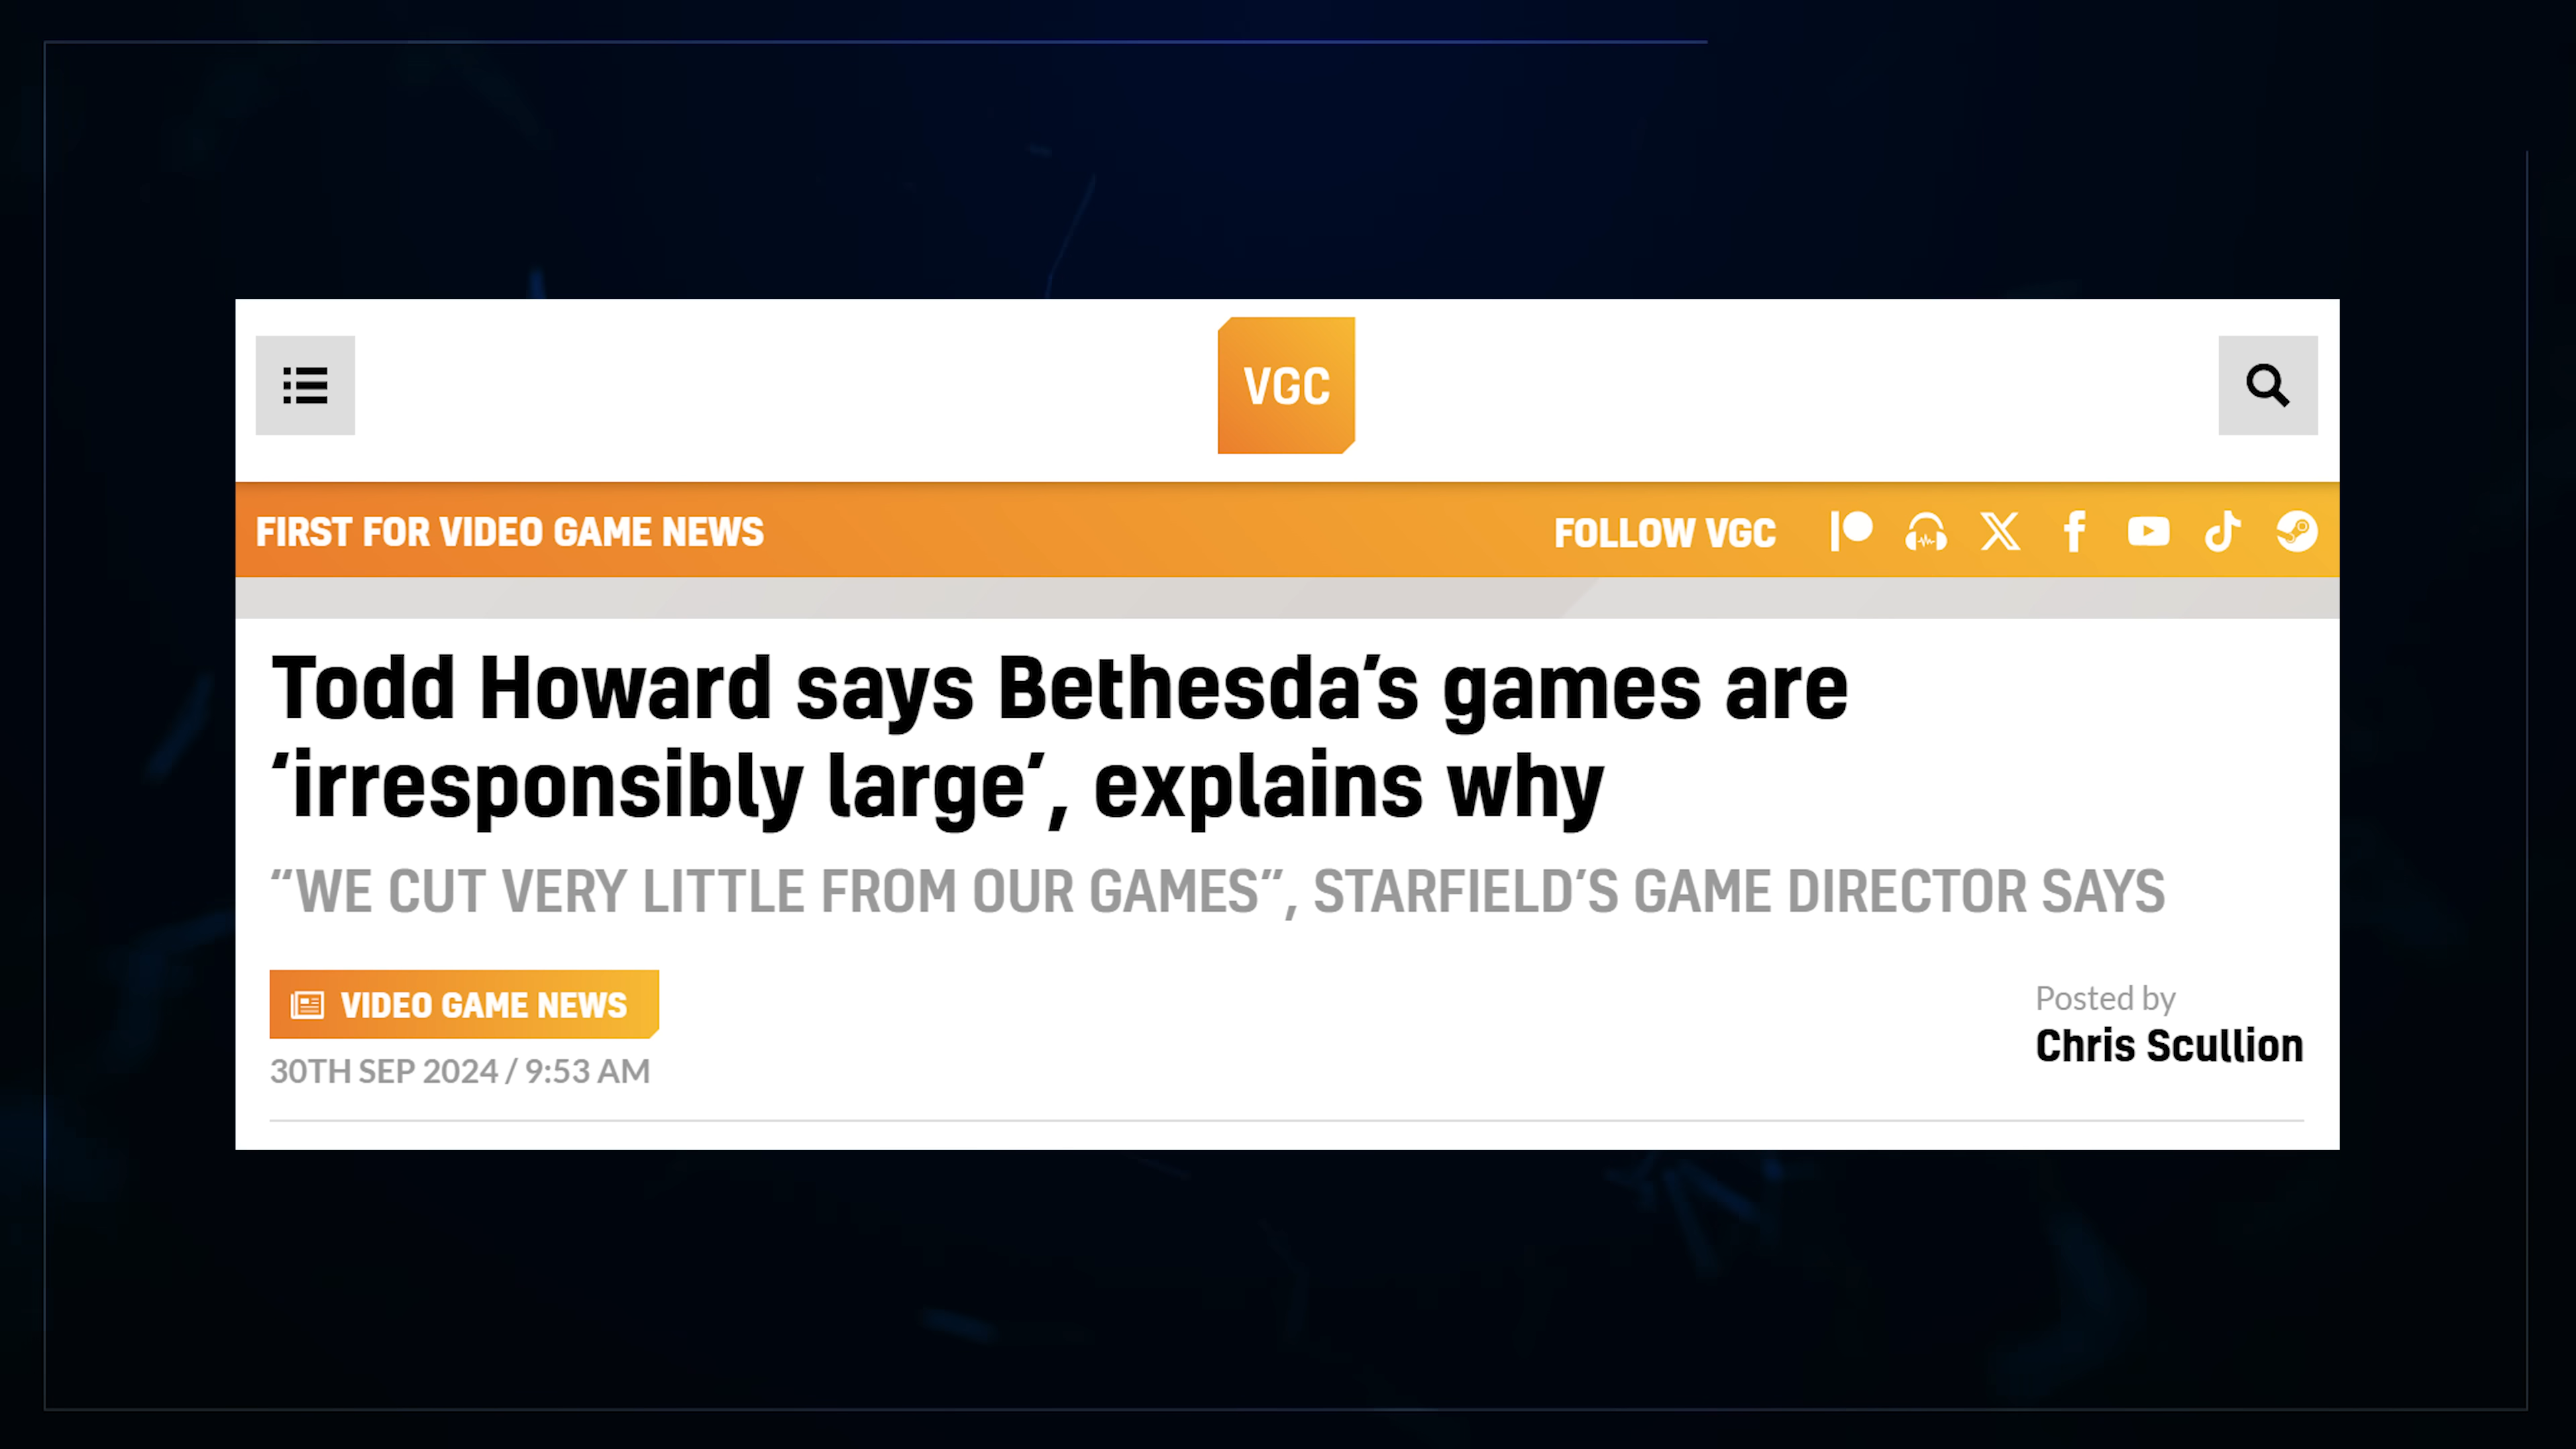 VGC
FIRST FOR VIDEO GAME NEWS
FOLLOW VGC
Todd Howard says Bethesda’s games are
‘irresponsibly large’, explains why
“WE CUT VERY LITTLE FROM OUR GAMES”, STARFIELD’S GAME DIRECTOR SAYS
VIDEO GAME NEWS
30TH SEP 2024 / 9:53 AM
Posted by
Chris Scullion